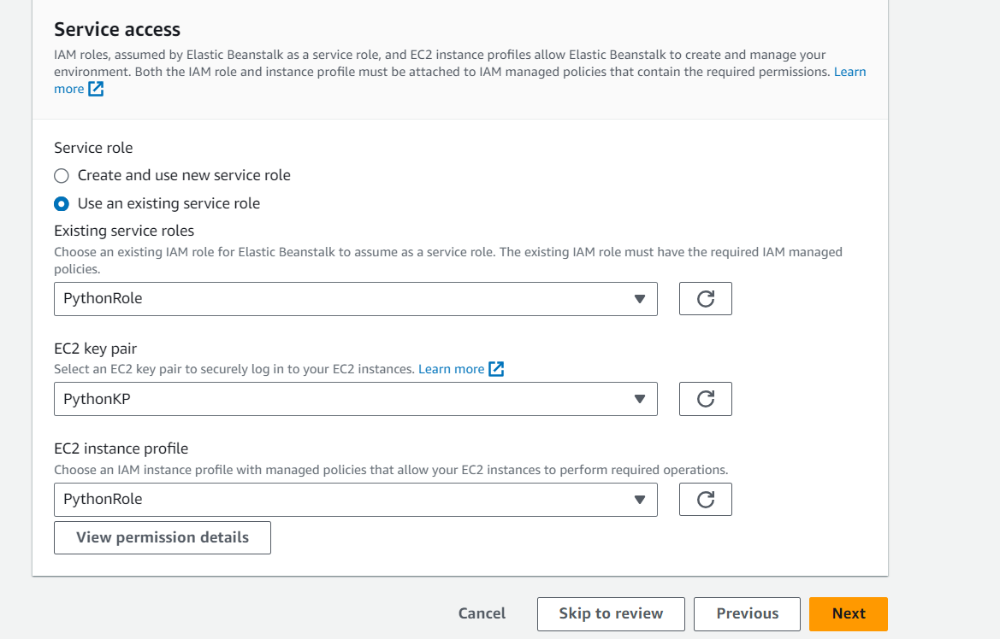 Service access
IAM roles, assumed by Elastic Beanstalk as a service role, and EC2 instance profiles allow Elastic Beanstalk to create and manage your
environment. Both the IAM role and instance profile must be attached to IAM managed policies that contain the required permissions. Learn
more
Service role
Create and use new service role
Use an existing service role
Existing service roles
Choose an existing IAM role for Elastic Beanstalk to assume as a service role. The existing IAM role must have the required IAM managed
policies.
PythonRole
EC2 key pair
Select an EC2 key pair to securely log in to your EC2 instances. Learn more
PythonKP
EC2 instance profile
Choose an IAM instance profile with managed policies that allow your EC2 instances to perform required operations.
PythonRole
View permission details
Cancel Skip to review Previous Next